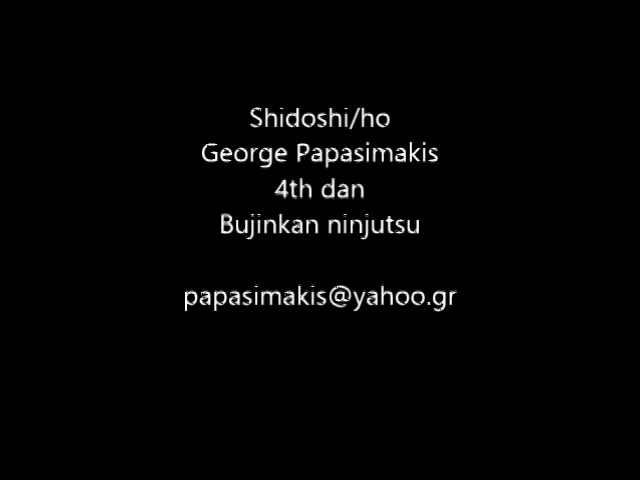 Shidoshi/ho
George Papasimakis
4th dan
Bujinkan ninjutsu
papasimakis@yahoo.gr